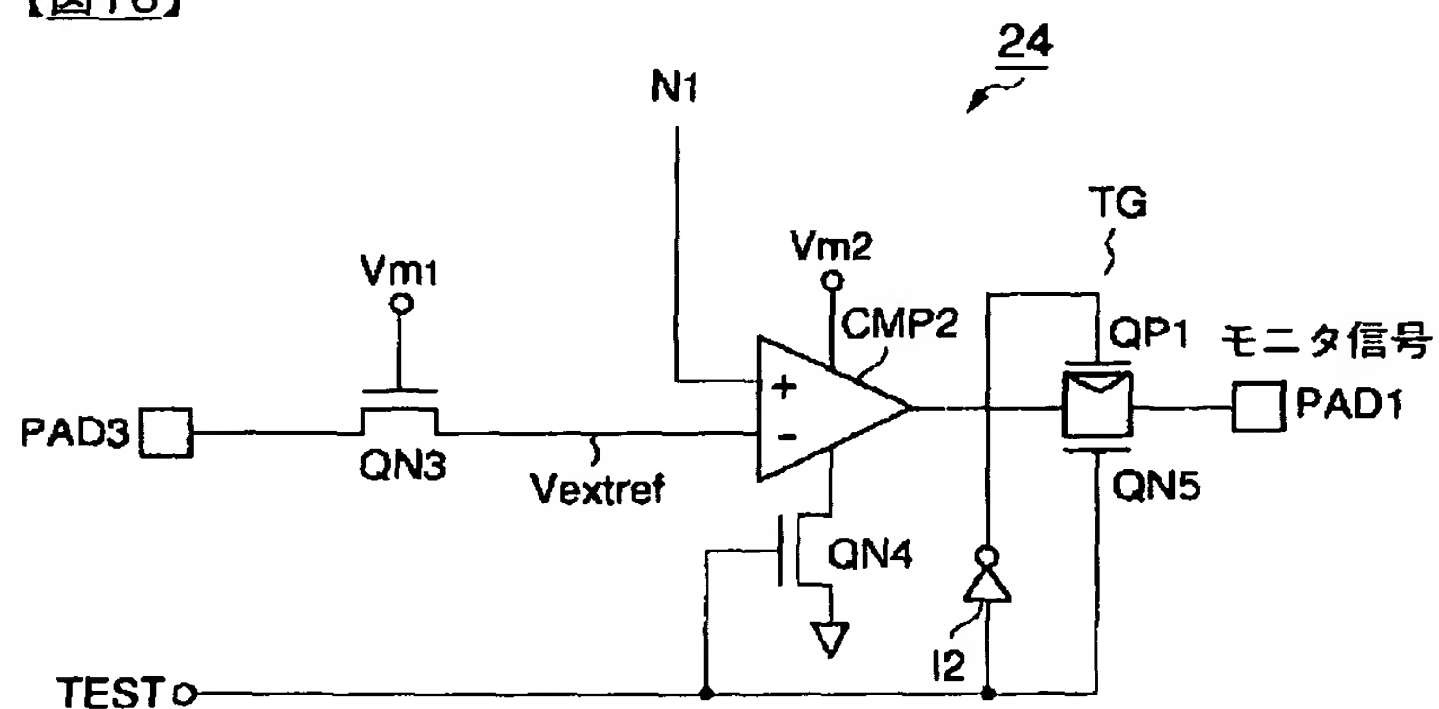 24
N1
TG
Vm1
Vm2
CMP2
QP1
モニタ信号
PAD3
PAD1
QN3
Vextref
QN5
QN4
I2
TEST
+
-